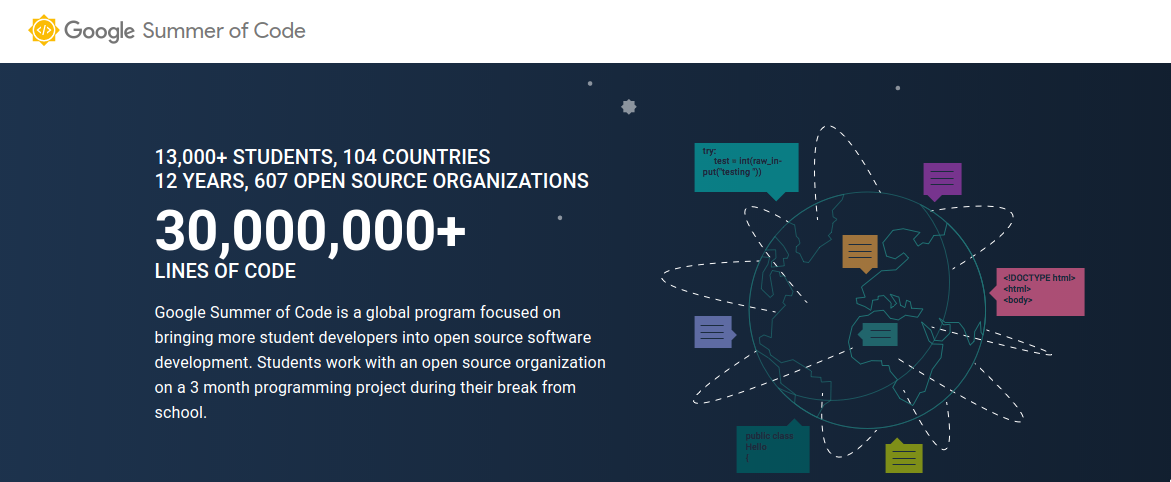 Google Summer of Code
13,000+ STUDENTS, 104 COUNTRIES
12 YEARS, 607 OPEN SOURCE ORGANIZATIONS
30,000,000+
LINES OF CODE
Google Summer of Code is a global program focused on
bringing more student developers into open source software
development. Students work with an open source organization
on a 3 month programming project during their break from
school.
try:
test = int(raw_in-
put("testing "))
<!DOCTYPE html>
<html>
<body>
public class
Hello
{